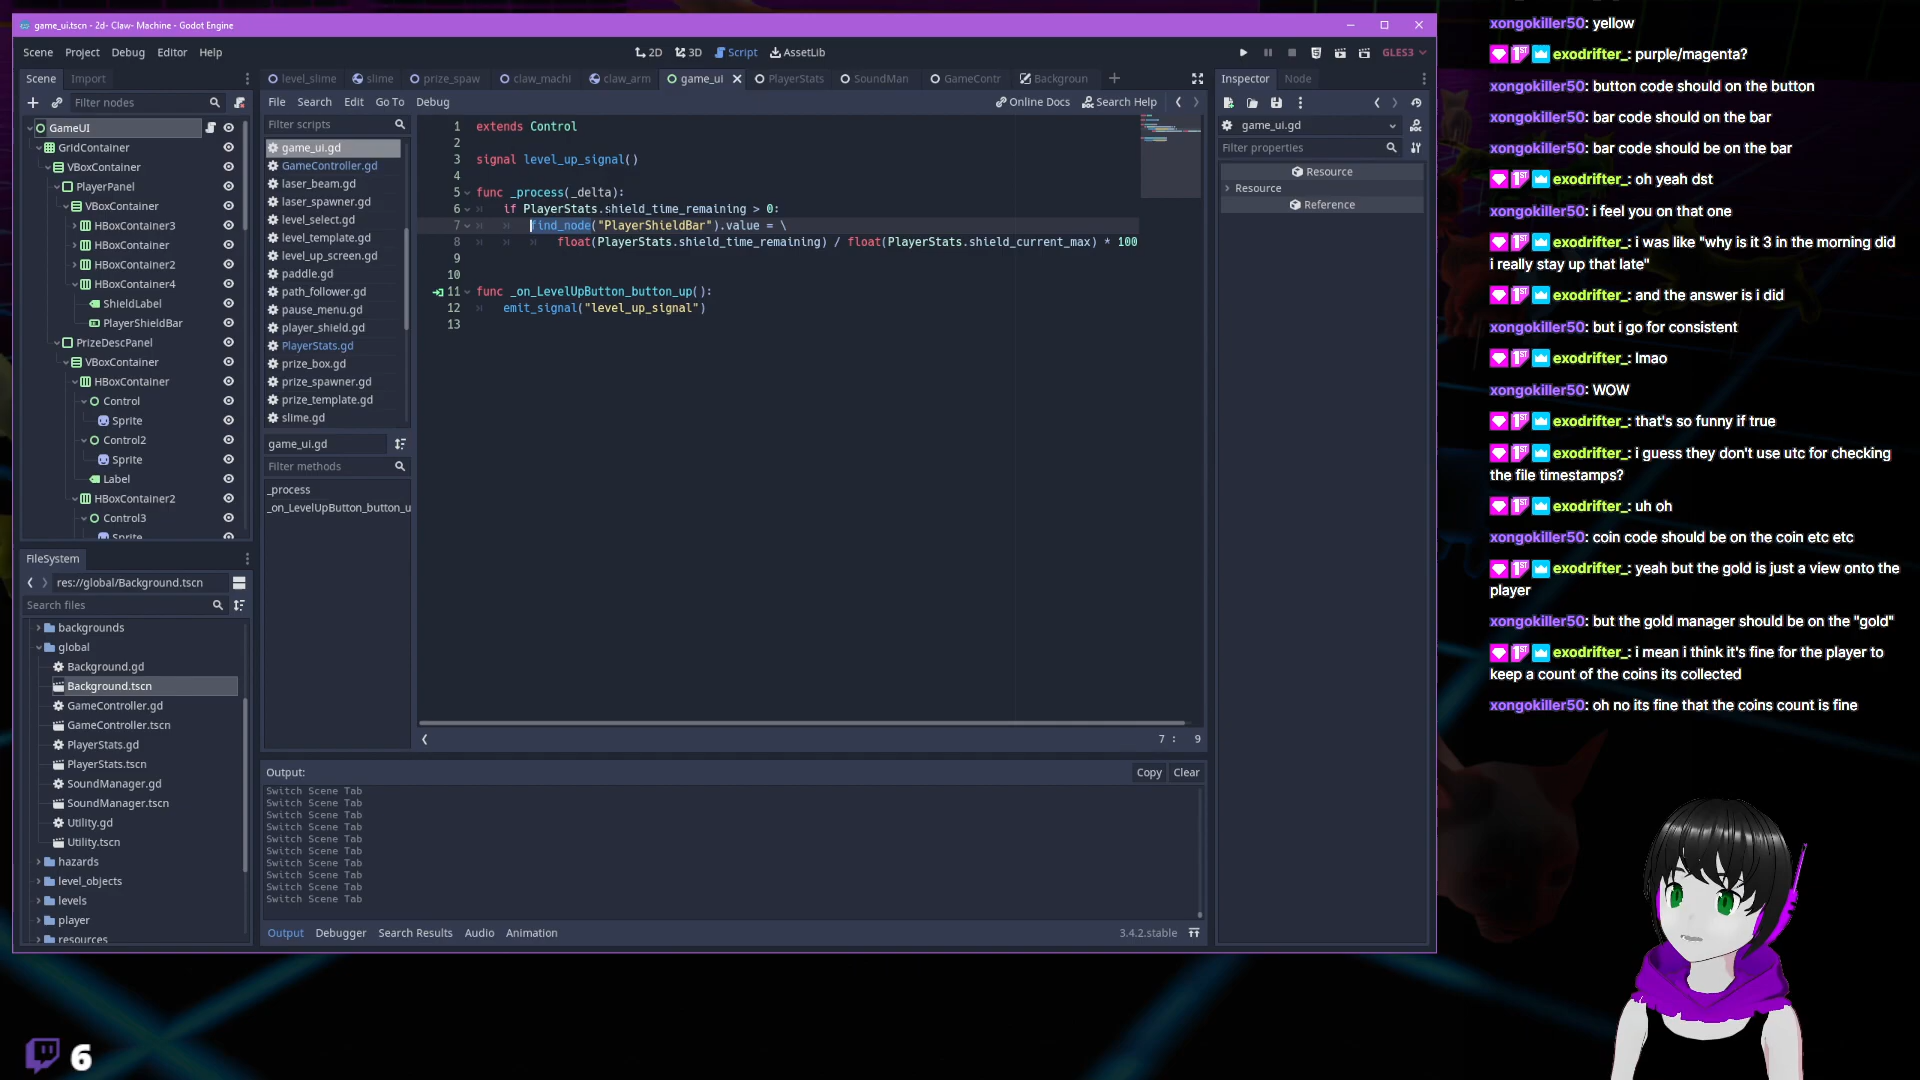 game_ui.tscn - 2d- Claw- Machine - Godot Engine
Scene Project Debug Editor Help
2D 3D Script AssetLib
GLES3
Scene Import
level_slime slime prize_spaw claw_machi claw_arm game_ui PlayerStats SoundMan GameContr Backgroun
Inspector Node
Filter nodes
File Search Edit Go To Debug
Online Docs Search Help
GameUI
GridContainer
VBoxContainer
PlayerPanel
VBoxContainer
HBoxContainer3
HBoxContainer
HBoxContainer2
HBoxContainer4
ShieldLabel
PlayerShieldBar
PrizeDescPanel
VBoxContainer
HBoxContainer
Control
Sprite
Control2
Sprite
Label
HBoxContainer2
Control3
Sprite
Filter scripts
game_ui.gd
GameController.gd
laser_beam.gd
laser_spawner.gd
level_select.gd
level_template.gd
level_up_screen.gd
paddle.gd
path_follower.gd
pause_menu.gd
player_shield.gd
PlayerStats.gd
prize_box.gd
prize_spawner.gd
prize_template.gd
slime.gd
game_ui.gd
Filter methods
_process
_on_LevelUpButton_button_u
1 extends Control
2
3 signal level_up_signal()
4
5 func _process(_delta):
6 if PlayerStats.shield_time_remaining > 0:
7 find_node("PlayerShieldBar").value = \
8 float(PlayerStats.shield_time_remaining) / float(PlayerStats.shield_current_max) * 100
9
10
11 func _on_LevelUpButton_button_up():
12 emit_signal("level_up_signal")
13
7 : 9
game_ui.gd
Filter properties
Resource
Resource
Reference
FileSystem
res://global/Background.tscn
Search files
backgrounds
global
Background.gd
Background.tscn
GameController.gd
GameController.tscn
PlayerStats.gd
PlayerStats.tscn
SoundManager.gd
SoundManager.tscn
Utility.gd
Utility.tscn
hazards
level_objects
levels
player
resources
Output:
Copy Clear
Switch Scene Tab
Switch Scene Tab
Switch Scene Tab
Switch Scene Tab
Switch Scene Tab
Switch Scene Tab
Switch Scene Tab
Switch Scene Tab
Switch Scene Tab
Switch Scene Tab
Output Debugger Search Results Audio Animation
3.4.2.stable
xongokiller50: yellow
1ST exodrifter_: purple/magenta?
xongokiller50: button code should on the button
xongokiller50: bar code should on the bar
xongokiller50: bar code should be on the bar
1ST exodrifter_: oh yeah dst
xongokiller50: i feel you on that one
1ST exodrifter_: i was like "why is it 3 in the morning did
i really stay up that late"
1ST exodrifter_: and the answer is i did
xongokiller50: but i go for consistent
1ST exodrifter_: lmao
xongokiller50: WOW
1ST exodrifter_: that's so funny if true
1ST exodrifter_: i guess they don't use utc for checking
the file timestamps?
1ST exodrifter_: uh oh
xongokiller50: coin code should be on the coin etc etc
1ST exodrifter_: yeah but the gold is just a view onto the
player
xongokiller50: but the gold manager should be on the "gold"
1ST exodrifter_: i mean i think it's fine for the player to
keep a count of the coins its collected
xongokiller50: oh no its fine that the coins count is fine
6